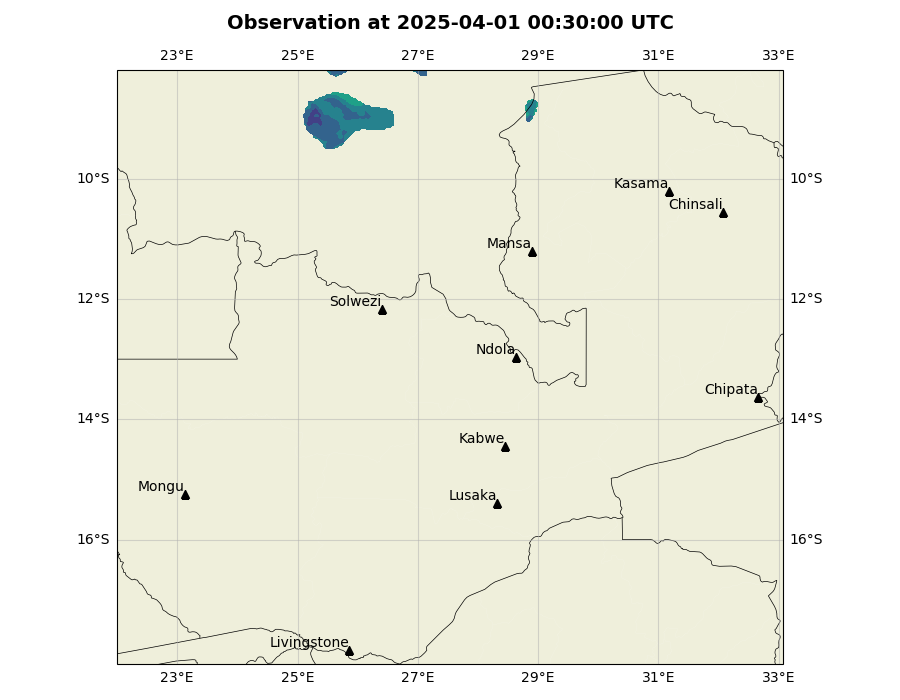 Observation at 2025-04-01 00:30:00 UTC
23°E 25°E 27°E 29°E 31°E 33°E
10°S 10°S
Kasama
Chinsali
Mansa
12°S 12°S
Solwezi
Ndola
Chipata
14°S 14°S
Kabwe
Mongu
Lusaka
16°S 16°S
Livingstone
23°E 25°E 27°E 29°E 31°E 33°E